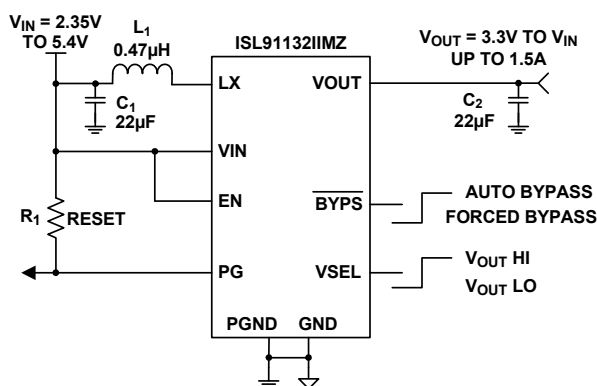 V_IN = 2.35V
TO 5.4V
L1
0.47µH
ISL91132IIMZ
V_OUT = 3.3V TO V_IN
UP TO 1.5A
LX
VOUT
C1
22µF
C2
22µF
VIN
EN
BYPS
AUTO BYPASS
FORCED BYPASS
R1
RESET
PG
VSEL
V_OUT HI
V_OUT LO
PGND
GND